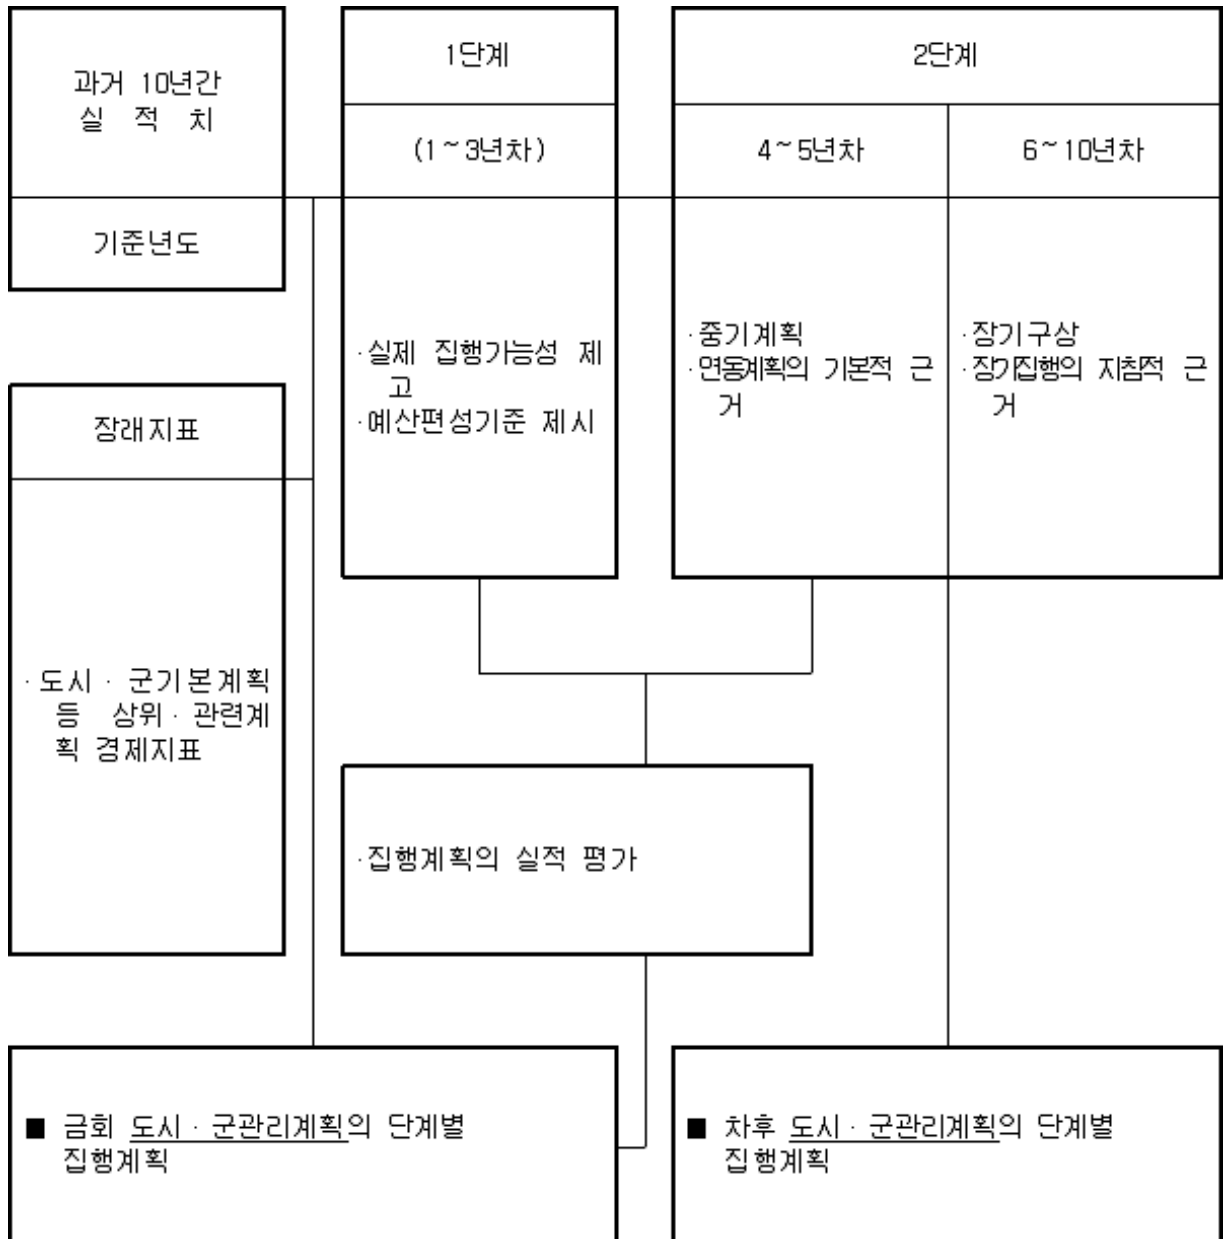 과거 10년간
실 적 치
기준년도
1단계
(1~3년차)
·실제 집행가능성 제
고
·예산편성기준 제시
2단계
4~5년차
6~10년차
·중기계획
·연동계획의 기본적 근
거
·장기구상
·장기집행의 지침적 근
거
장래지표
·도시·군기본계획
등 상위·관련계
획 경제지표
·집행계획의 실적 평가
■ 금회 도시·군관리계획의 단계별
집행계획
■ 차후 도시·군관리계획의 단계별
집행계획